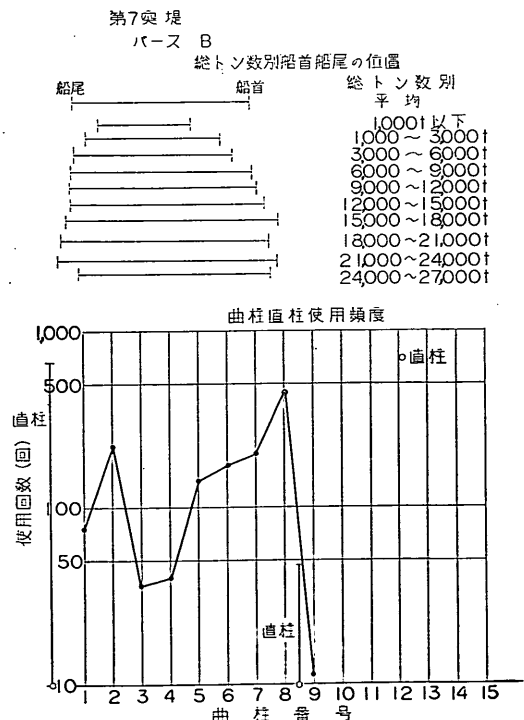 第7突堤
バース B
総トン数別船首船尾の位置
船尾 船首
総トン数別
平均
1,000t以下
1,000～3,000t
3,000～6,000t
6,000～9,000t
9,000～12,000t
12,000～15,000t
15,000～18,000t
18,000～21,000t
21,000～24,000t
24,000～27,000t
曲柱直柱使用頻度
1,000
500
100
50
10
直柱
使用回数(回)
○直柱
直柱
1 2 3 4 5 6 7 8 9 10 11 12 13 14 15
曲柱番号